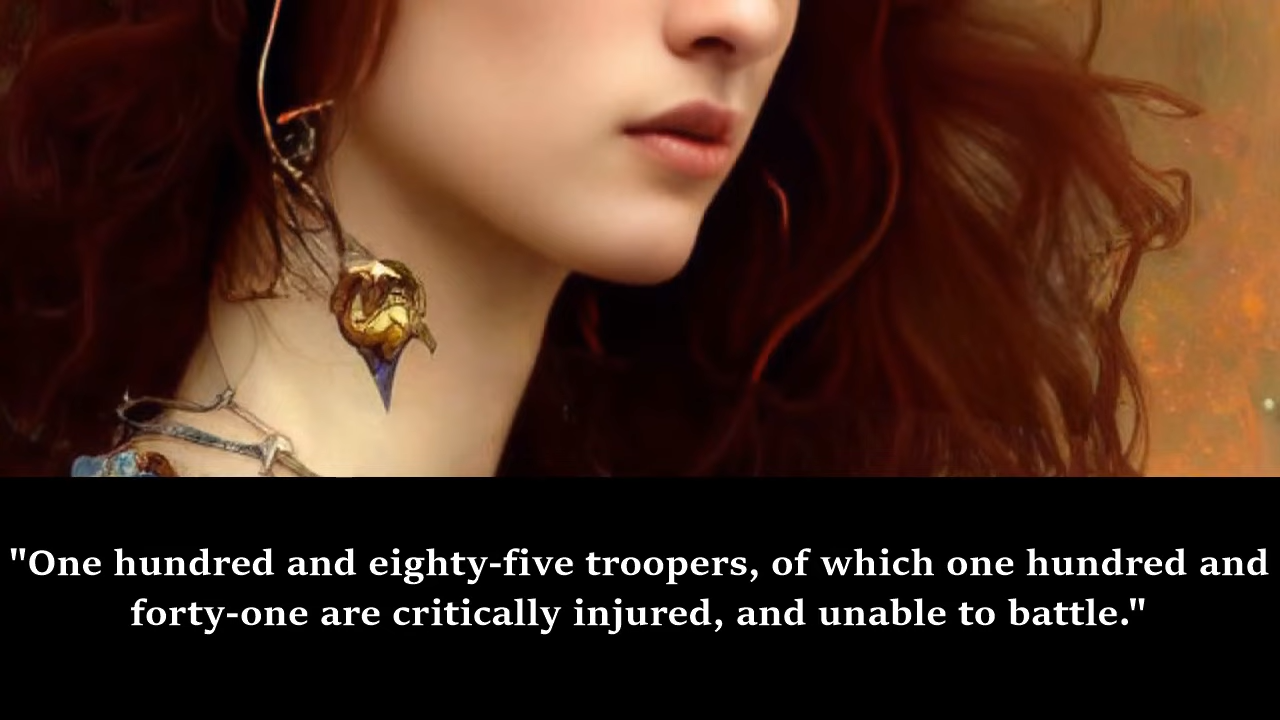 "One hundred and eighty-five troopers, of which one hundred and
forty-one are critically injured, and unable to battle."